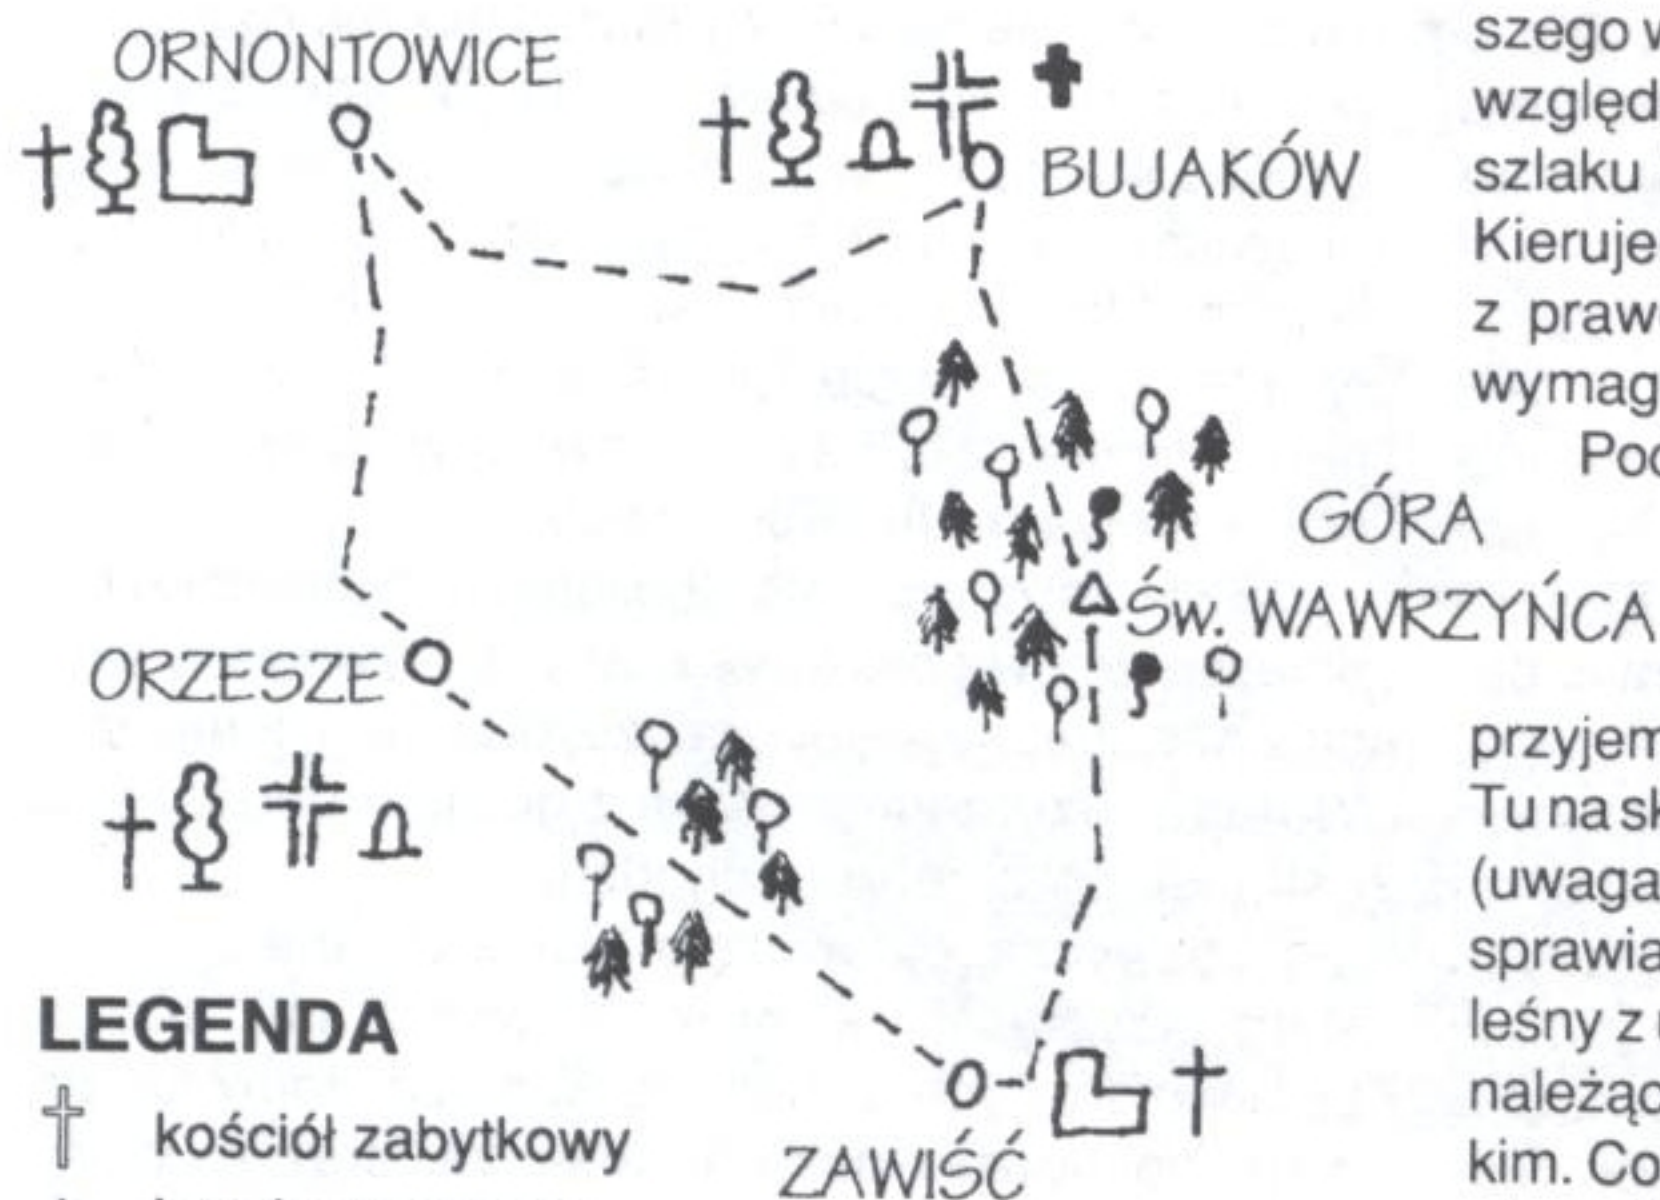 ORNONTOWICE
BUJAKÓW
GÓRA
Św. WAWRZYŃCA
ORZESZE
ZAWIŚĆ
LEGENDA
kościół zabytkowy
szego w
względ
szlaku
Kieruje
z praw
wymag
Poc
przyjem
Tu na sk
(uwaga
sprawia
leśny z
należąc
kim. Co